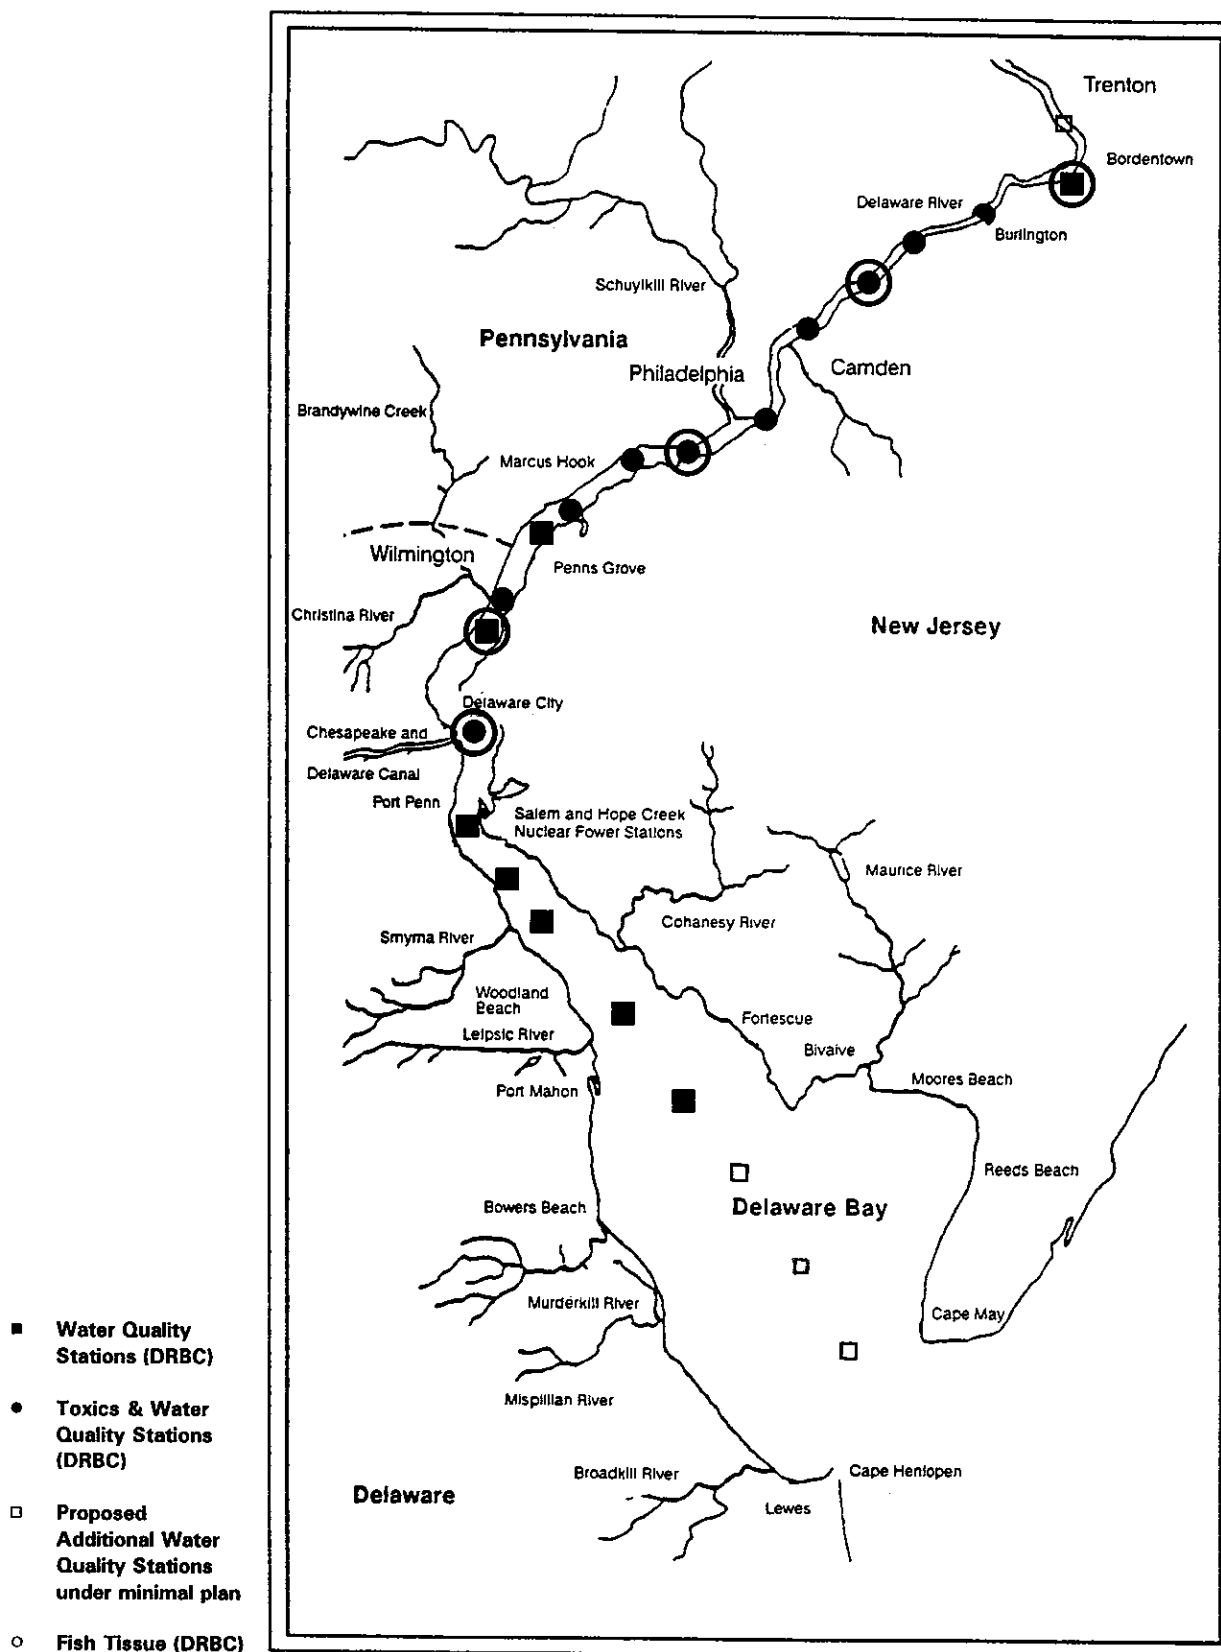 Trenton
Bordentown
Delaware River
Burlington
Schuylkill River
Pennsylvania
Philadelphia
Camden
Brandywine Creek
Marcus Hook
Wilmington
Penns Grove
Christina River
New Jersey
Delaware City
Chesapeake and
Delaware Canal
Port Penn
Salem and Hope Creek
Nuclear Fower Stations
Maurice River
Cohanesy River
Smyrna River
Woodland
Beach
Leipsic River
Fortescue
Bivaive
Port Mahon
Moores Beach
Reeds Beach
Bowers Beach
Delaware Bay
Murderkill River
Cape May
Mispillian River
Broadkill River
Cape Henlopen
Delaware
Lewes
Water Quality
Stations (DRBC)
Toxics & Water
Quality Stations
(DRBC)
Proposed
Additional Water
Quality Stations
under minimal plan
Fish Tissue (DRBC)